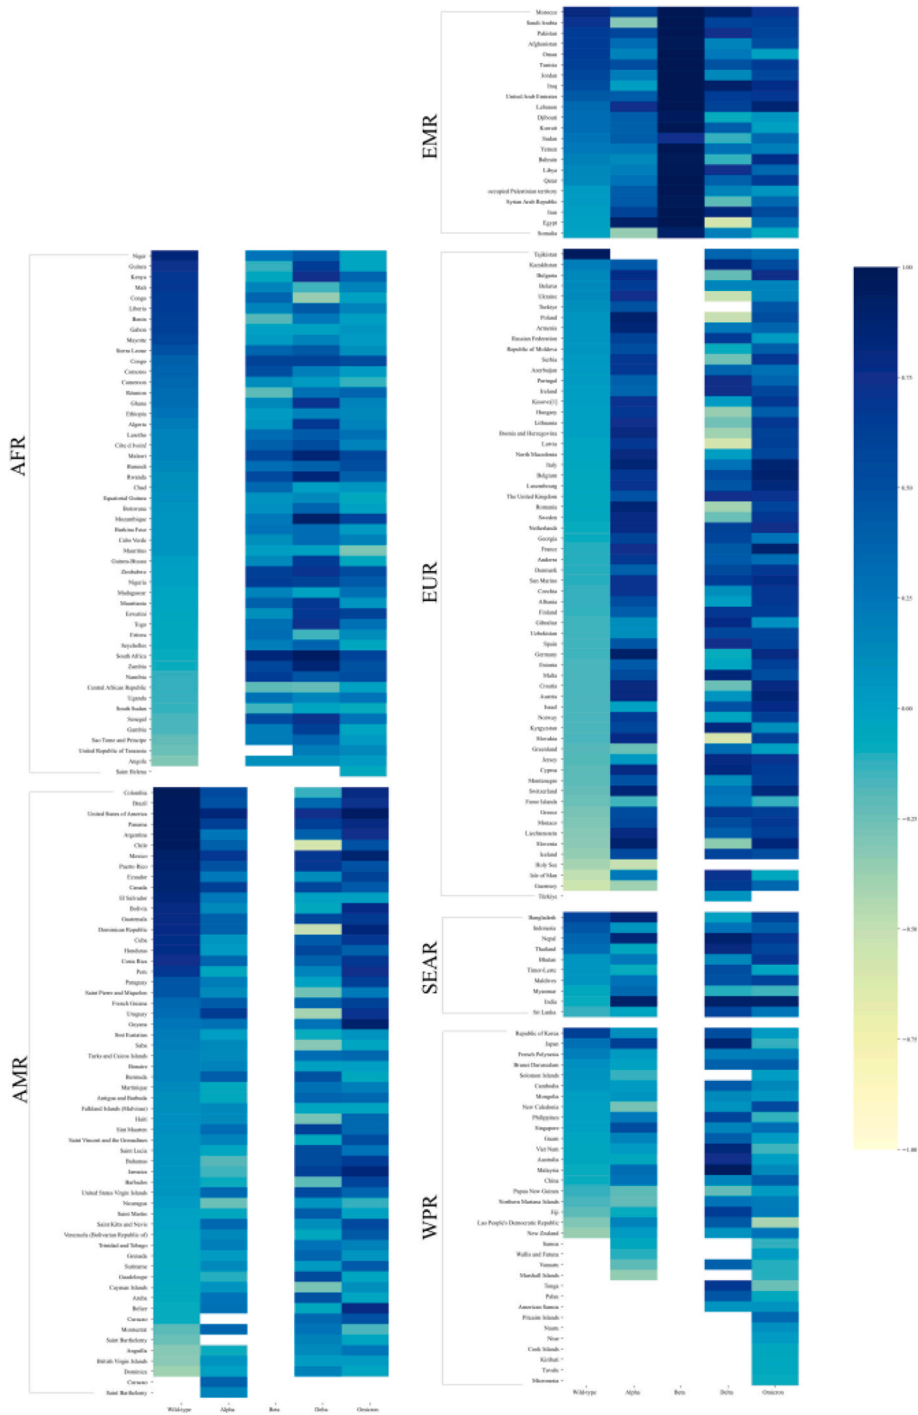 AFR
Niger
Guinea
Kenya
Mali
Congo
Liberia
Benin
Gabon
Mayotte
Sierra Leone
Congo
Comoros
Cameroon
Réunion
Ghana
Ethiopia
Algeria
Lesotho
Côte d'Ivoire
Malawi
Burundi
Rwanda
Chad
Equatorial Guinea
Botswana
Mozambique
Burkina Faso
Cabo Verde
Mauritius
Guinea-Bissau
Zimbabwe
Nigeria
Madagascar
Mauritania
Eswatini
Togo
Eritrea
Seychelles
South Africa
Zambia
Namibia
Central African Republic
Uganda
South Sudan
Senegal
Gambia
Sao Tome and Principe
United Republic of Tanzania
Angola
Saint Helena
AMR
Colombia
Brazil
United States of America
Panama
Argentina
Chile
Mexico
Puerto Rico
Ecuador
Canada
El Salvador
Bolivia
Guatemala
Dominican Republic
Cuba
Honduras
Costa Rica
Peru
Paraguay
Saint Pierre and Miquelon
French Guiana
Uruguay
Guyana
Sint Eustatius
Saba
Turks and Caicos Islands
Bonaire
Bermuda
Martinique
Antigua and Barbuda
Falkland Islands (Malvinas)
Haiti
Sint Maarten
Saint Vincent and the Grenadines
Saint Lucia
Bahamas
Jamaica
Barbados
United States Virgin Islands
Nicaragua
Saint Martin
Saint Kitts and Nevis
Venezuela (Bolivarian Republic of)
Trinidad and Tobago
Grenada
Suriname
Guadeloupe
Cayman Islands
Aruba
Belize
Curacao
Montserrat
Saint Barthelemy
Anguilla
British Virgin Islands
Dominica
Curacao
Saint Barthelemy
Wildtype Alpha Beta Delta Omicron
EMR
Morocco
Saudi Arabia
Pakistan
Afghanistan
Oman
Tunisia
Jordan
Iraq
United Arab Emirates
Lebanon
Djibouti
Kuwait
Sudan
Yemen
Bahrain
Libya
Qatar
occupied Palestinian territory
Syrian Arab Republic
Iran
Egypt
Somalia
EUR
Tajikistan
Kazakhstan
Bulgaria
Belarus
Ukraine
Turkiye
Poland
Armenia
Russian Federation
Republic of Moldova
Serbia
Azerbaijan
Portugal
Ireland
Kosovo[1]
Hungary
Lithuania
Bosnia and Herzegovina
Latvia
North Macedonia
Italy
Belgium
Luxembourg
The United Kingdom
Romania
Sweden
Netherlands
Georgia
France
Andorra
Denmark
San Marino
Czechia
Albania
Finland
Gibraltar
Uzbekistan
Spain
Germany
Estonia
Malta
Croatia
Austria
Israel
Norway
Kyrgyzstan
Slovakia
Greenland
Jersey
Cyprus
Montenegro
Switzerland
Faroe Islands
Greece
Monaco
Liechtenstein
Slovenia
Iceland
Holy See
Isle of Man
Guernsey
Türkiye
SEAR
Bangladesh
Indonesia
Nepal
Thailand
Bhutan
Timor-Leste
Maldives
Myanmar
India
Sri Lanka
WPR
Republic of Korea
Japan
French Polynesia
Brunei Darussalam
Solomon Islands
Cambodia
Mongolia
New Caledonia
Philippines
Singapore
Guam
Viet Nam
Australia
Malaysia
China
Papua New Guinea
Northern Mariana Islands
Fiji
Lao People's Democratic Republic
New Zealand
Samoa
Wallis and Futuna
Vanuatu
Marshall Islands
Tonga
Palau
American Samoa
Pitcairn Islands
Nauru
Niue
Cook Islands
Kiribati
Tuvalu
Micronesia
Wildtype Alpha Beta Delta Omicron
1.00
0.75
0.50
0.25
0.00
−0.25
−0.50
−0.75
−1.00